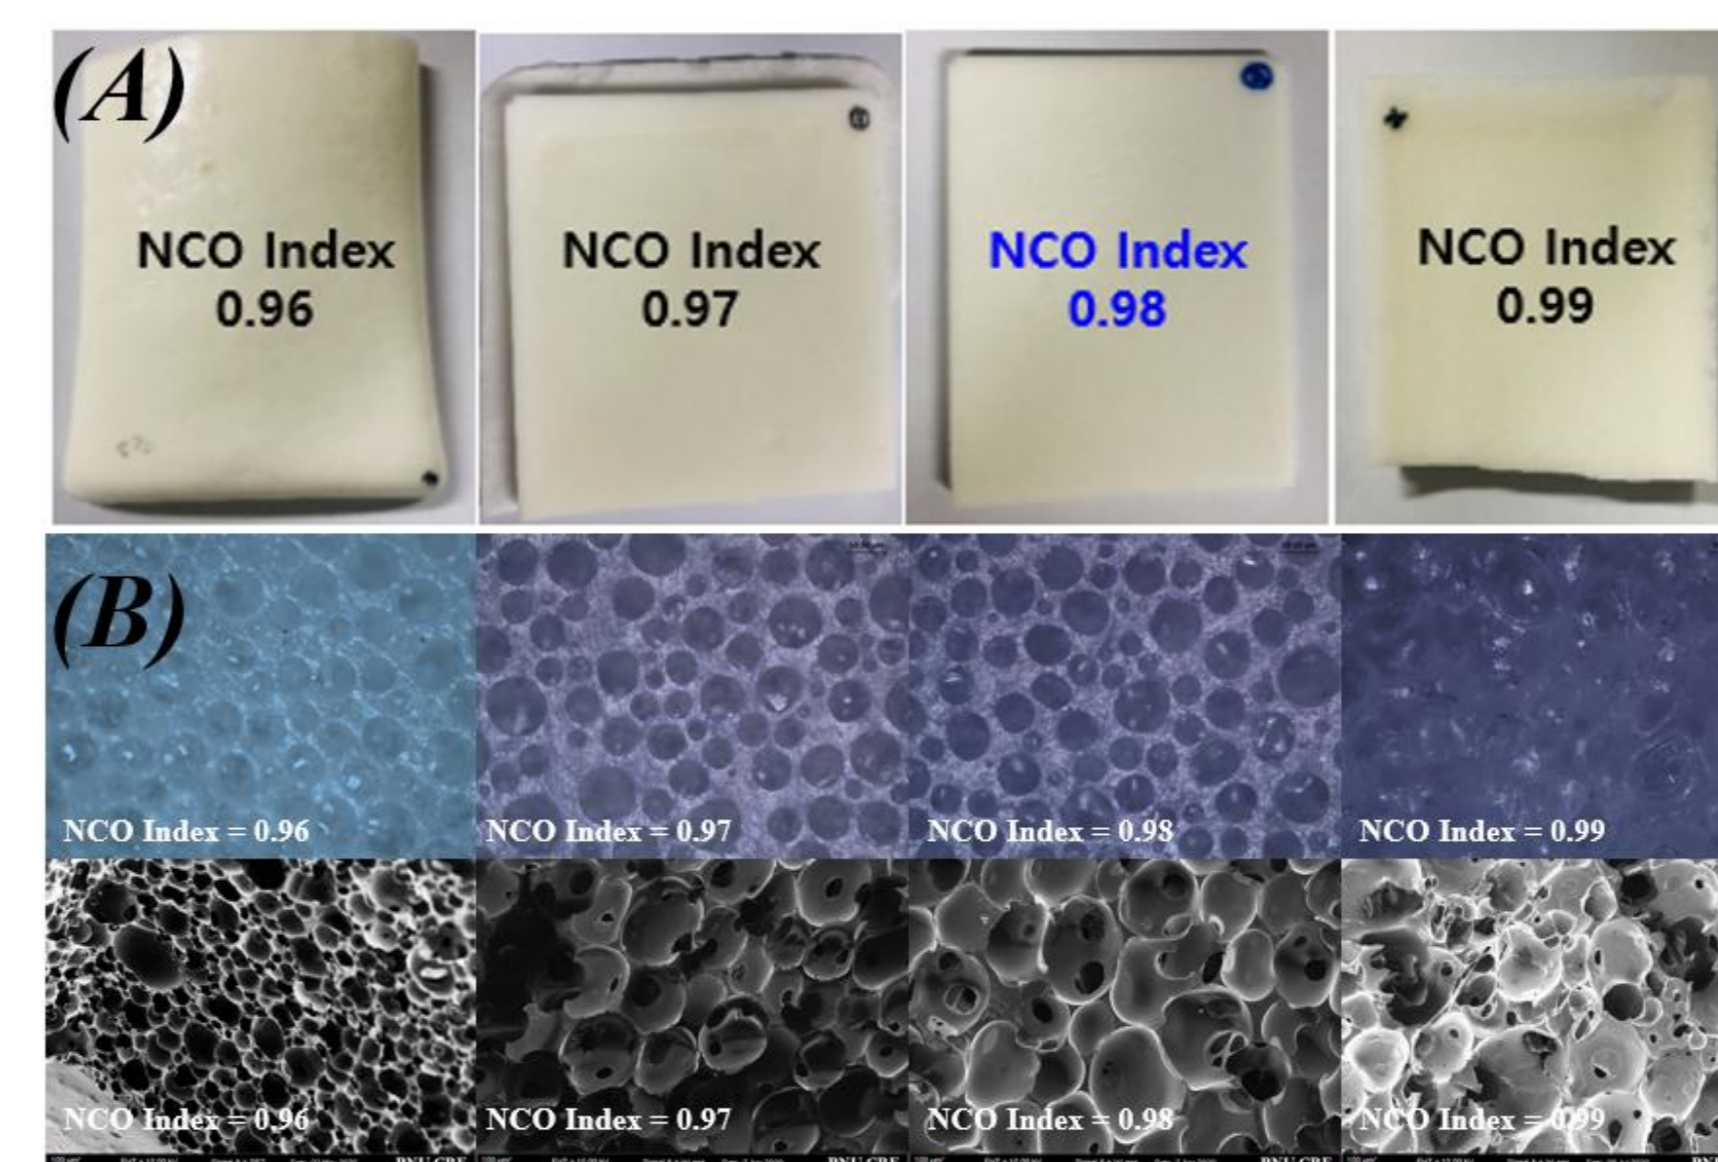 (A)
NCO Index
0.96
NCO Index
0.97
NCO Index
0.98
NCO Index
0.99
(B)
NCO Index = 0.96
NCO Index = 0.97
NCO Index = 0.98
NCO Index = 0.99
NCO Index = 0.96
NCO Index = 0.97
NCO Index = 0.98
NCO Index = 0.99